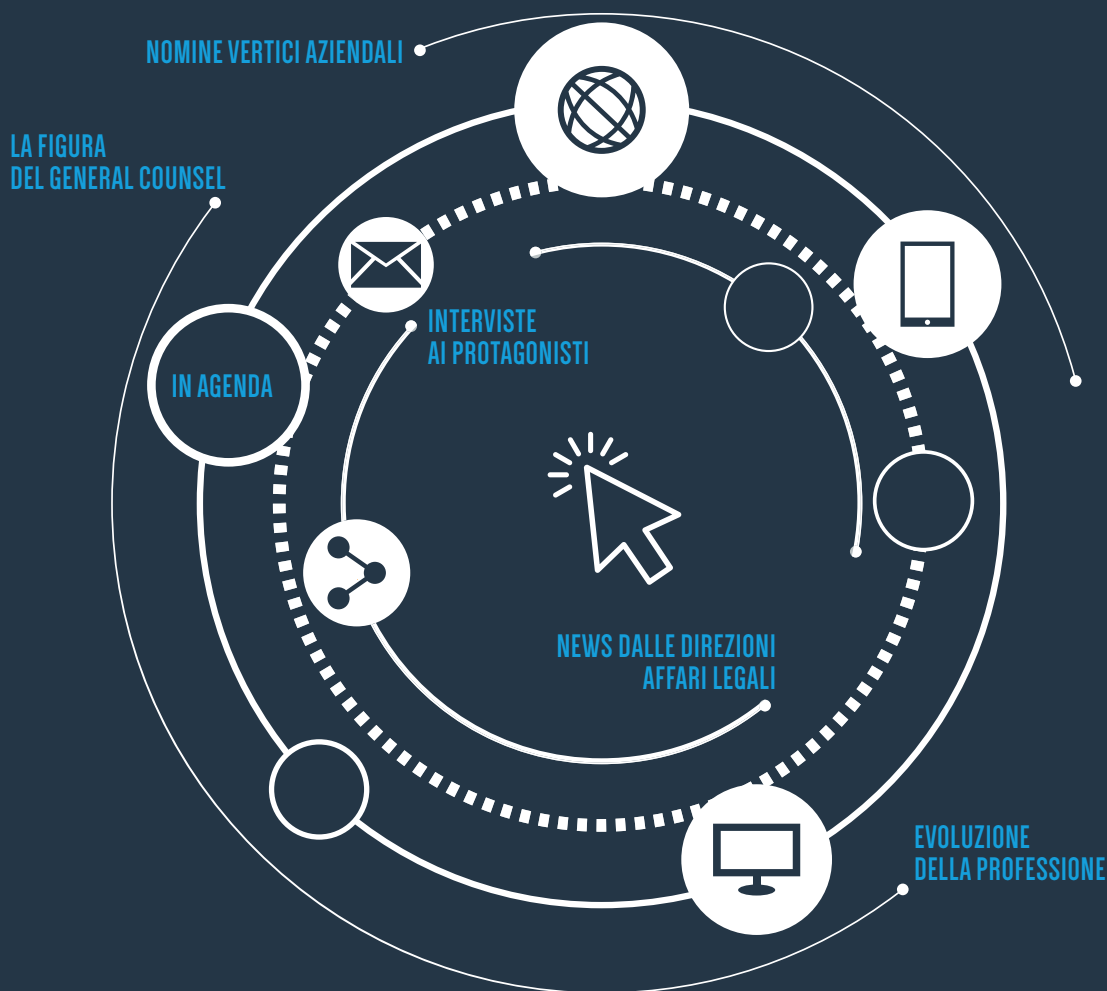 NOMINE VERTICI AZIENDALI
LA FIGURA
DEL GENERAL COUNSEL
INTERVISTE
AI PROTAGONISTI
IN AGENDA
NEWS DALLE DIREZIONI
AFFARI LEGALI
EVOLUZIONE
DELLA PROFESSIONE